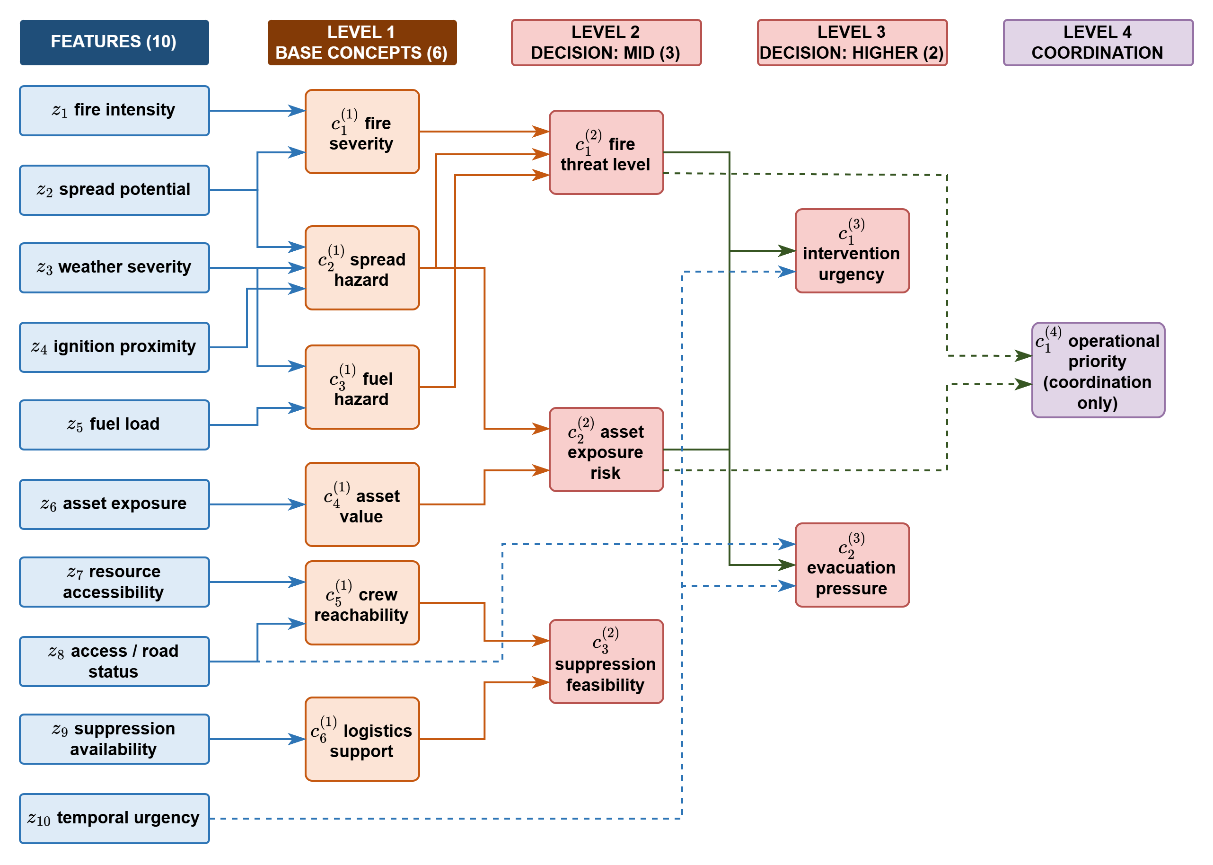 FEATURES (10)
LEVEL 1
BASE CONCEPTS (6)
LEVEL 2
DECISION: MID (3)
LEVEL 3
DECISION: HIGHER (2)
LEVEL 4
COORDINATION
z₁ fire intensity
z₂ spread potential
z₃ weather severity
z₄ ignition proximity
z₅ fuel load
z₆ asset exposure
z₇ resource
accessibility
z₈ access / road
status
z₉ suppression
availability
z₁₀ temporal urgency
c₁⁽¹⁾ fire
severity
c₂⁽¹⁾ spread
hazard
c₃⁽¹⁾ fuel
hazard
c₄⁽¹⁾ asset
value
c₅⁽¹⁾ crew
reachability
c₆⁽¹⁾ logistics
support
c₁⁽²⁾ fire
threat level
c₂⁽²⁾ asset
exposure
risk
c₃⁽²⁾
suppression
feasibility
c₁⁽³⁾
intervention
urgency
c₂⁽³⁾
evacuation
pressure
c₁⁽⁴⁾ operational
priority
(coordination
only)